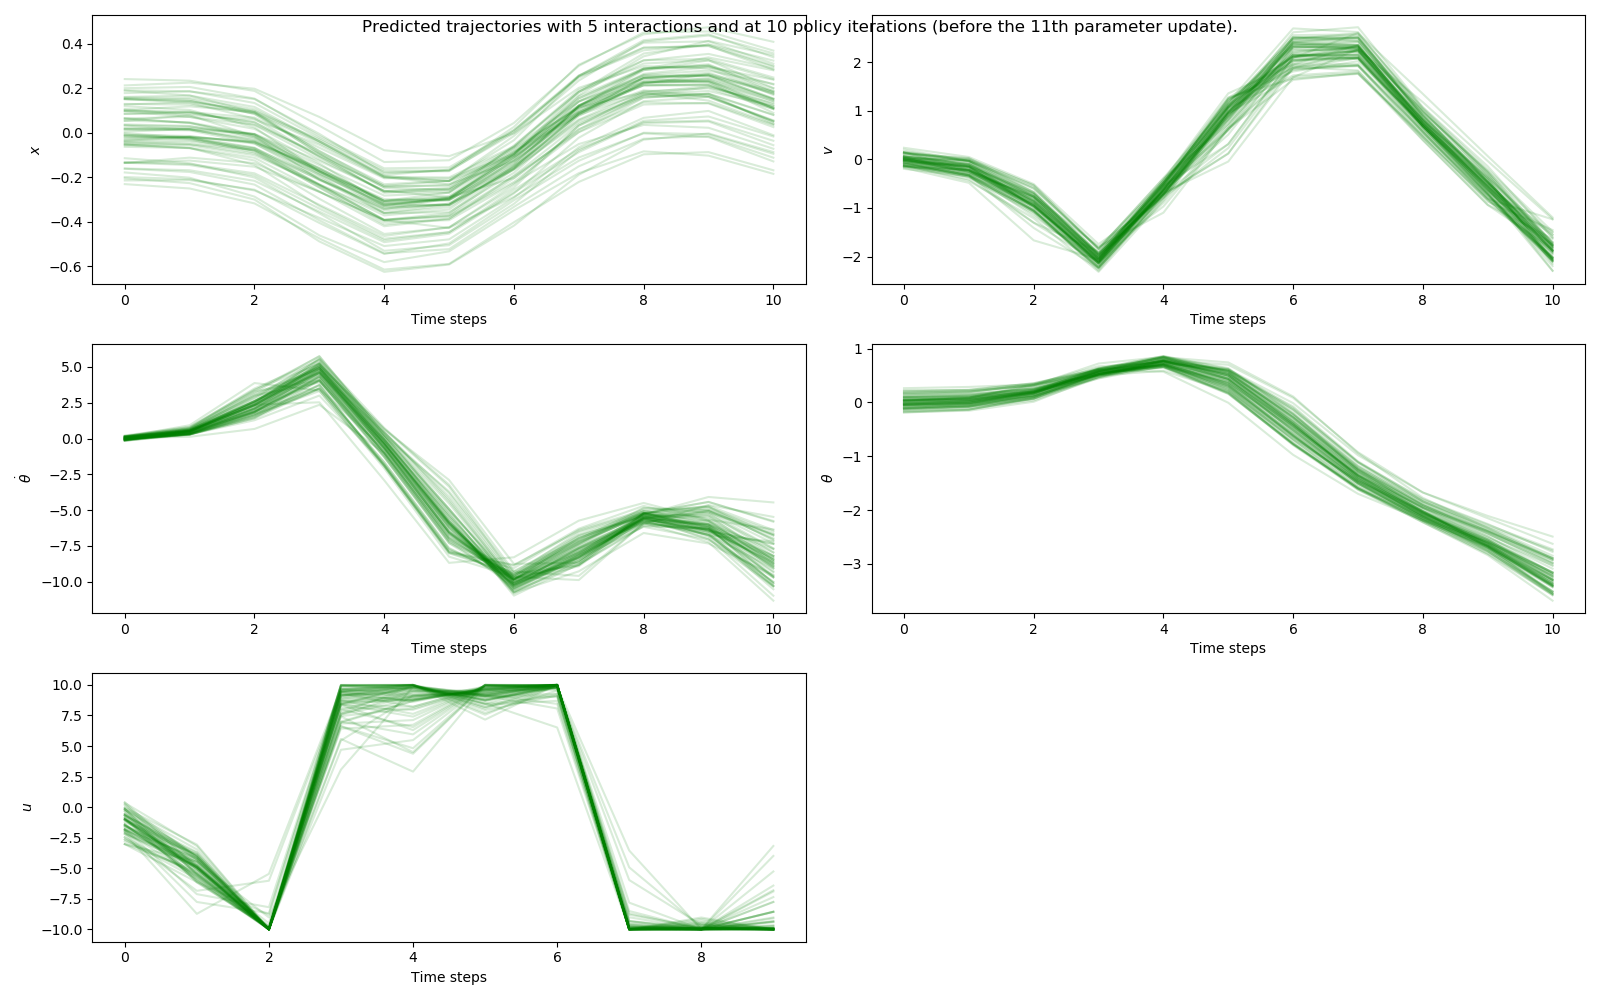 Predicted trajectories with 5 interactions and at 10 policy iterations (before the 11th parameter update).
0.4
0.2
0.0
−0.2
−0.4
−0.6
x
0 2 4 6 8 10
Time steps
2
1
0
−1
−2
v
0 2 4 6 8 10
Time steps
5.0
2.5
0.0
−2.5
−5.0
−7.5
−10.0
θ̇
0 2 4 6 8 10
Time steps
1
0
−1
−2
−3
θ
0 2 4 6 8 10
Time steps
10.0
7.5
5.0
2.5
0.0
−2.5
−5.0
−7.5
−10.0
u
0 2 4 6 8
Time steps